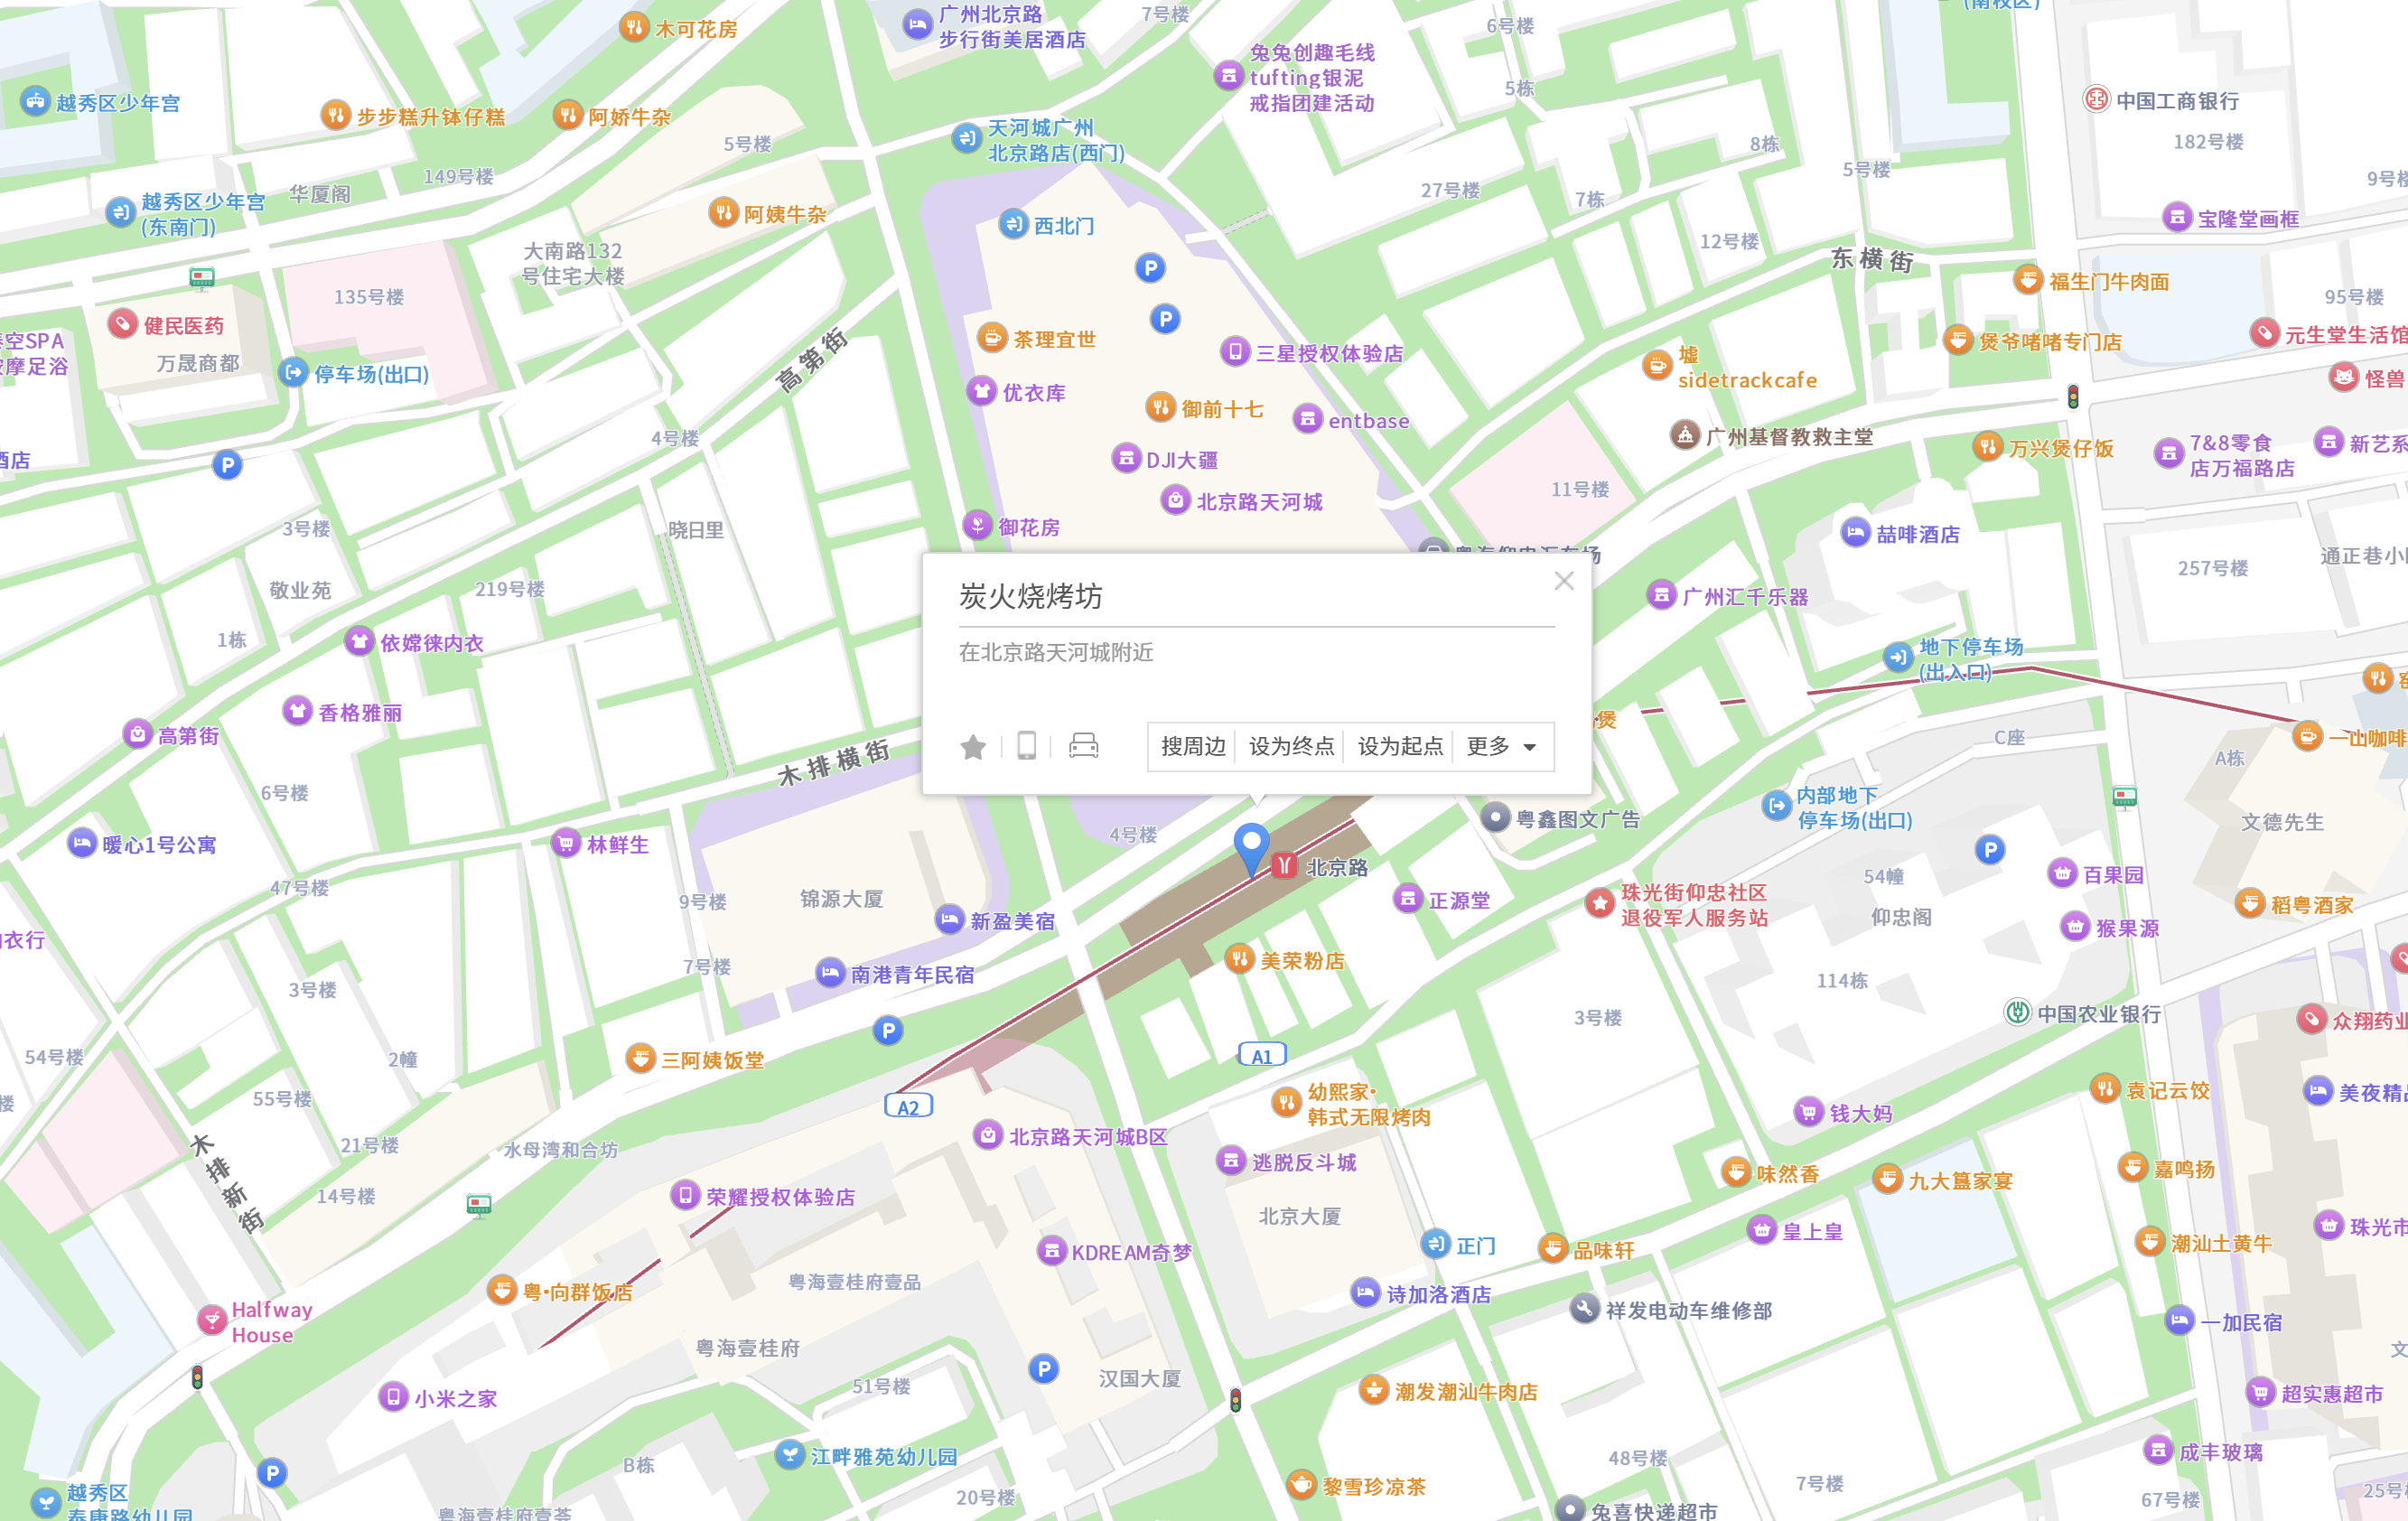 木可花房
广州北京路
步行街美居酒店
7号楼
6号楼
兔兔创趣毛线
tufting银泥
戒指团建活动
5栋
中国工商银行
182号楼
越秀区少年宫
步步糕升钵仔糕
阿娇牛杂
5号楼
天河城广州
北京路店(西门)
8栋
5号楼
149号楼
华厦阁
越秀区少年宫
(东南门)
阿姨牛杂
西北门
27号楼
7栋
12号楼
宝隆堂画框
大南路132
号住宅大楼
东横街
福生门牛肉面
95号楼
135号楼
健民医药
万晟商都
停车场(出口)
高第街
茶理宜世
三星授权体验店
优衣库
御前十七
entbase
墟
sidetrackcafe
煲爷啫啫专门店
元生堂生活馆
怪兽
广州基督教救主堂
万兴煲仔饭
7&8零食
店万福路店
新艺系
4号楼
DJI大疆
北京路天河城
11号楼
御花房
晓日里
3号楼
喆啡酒店
通正巷小
257号楼
敬业苑
219号楼
炭火烧烤坊
在北京路天河城附近
搜周边
设为终点
设为起点
更多
广州汇千乐器
1栋
依嫦徕内衣
地下停车场
(出入口)
香格雅丽
高第街
木排横街
煲
C座
A栋
一山咖啡
6号楼
暖心1号公寓
林鲜生
4号楼
粤鑫图文广告
内部地下
停车场(出口)
文德先生
北京路
47号楼
9号楼
锦源大厦
新盈美宿
正源堂
珠光街仰忠社区
退役军人服务站
54幢
仰忠阁
百果园
猴果源
稻粤酒家
衣行
7号楼
南港青年民宿
美荣粉店
114栋
3号楼
3号楼
中国农业银行
众翔药业
54号楼
2幢
三阿姨饭堂
A1
A2
55号楼
幼熙家•
韩式无限烤肉
钱大妈
袁记云饺
美夜精品
21号楼
水母湾和合坊
北京路天河城B区
逃脱反斗城
味然香
九大簋家宴
嘉鸣扬
木排新街
14号楼
荣耀授权体验店
北京大厦
正门
品味轩
皇上皇
潮汕土黄牛
珠光市
KDREAM奇梦
粤•向群饭店
粤海壹桂府壹品
诗加洛酒店
祥发电动车维修部
一加民宿
Halfway
House
粤海壹桂府
汉国大厦
51号楼
小米之家
潮发潮汕牛肉店
超实惠超市
B栋
江畔雅苑幼儿园
48号楼
成丰玻璃
越秀区
泰康路幼儿园
粤海壹桂府壹荟
20号楼
黎雪珍凉茶
兔喜快递超市
7号楼
67号楼